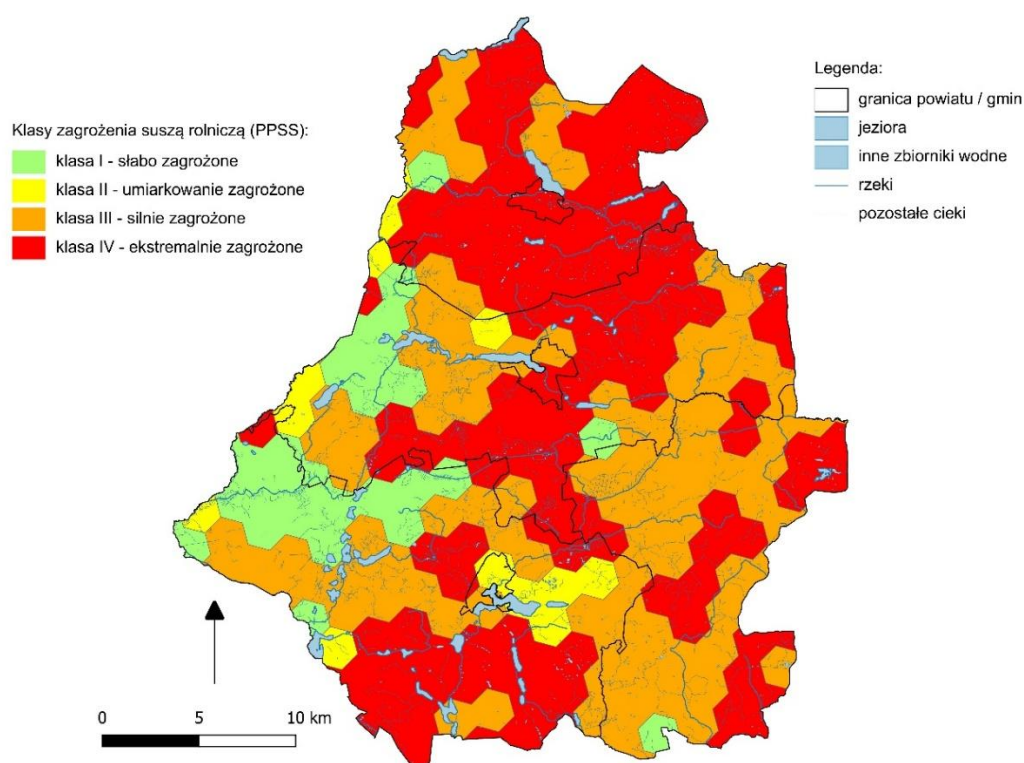 Klasy zagrożenia suszą rolniczą (PPSS):
klasa I - słabo zagrożone
klasa II - umiarkowanie zagrożone
klasa III - silnie zagrożone
klasa IV - ekstremalnie zagrożone
Legenda:
granica powiatu / gmin
jeziora
inne zbiorniki wodne
rzeki
pozostałe cieki
0 5 10 km